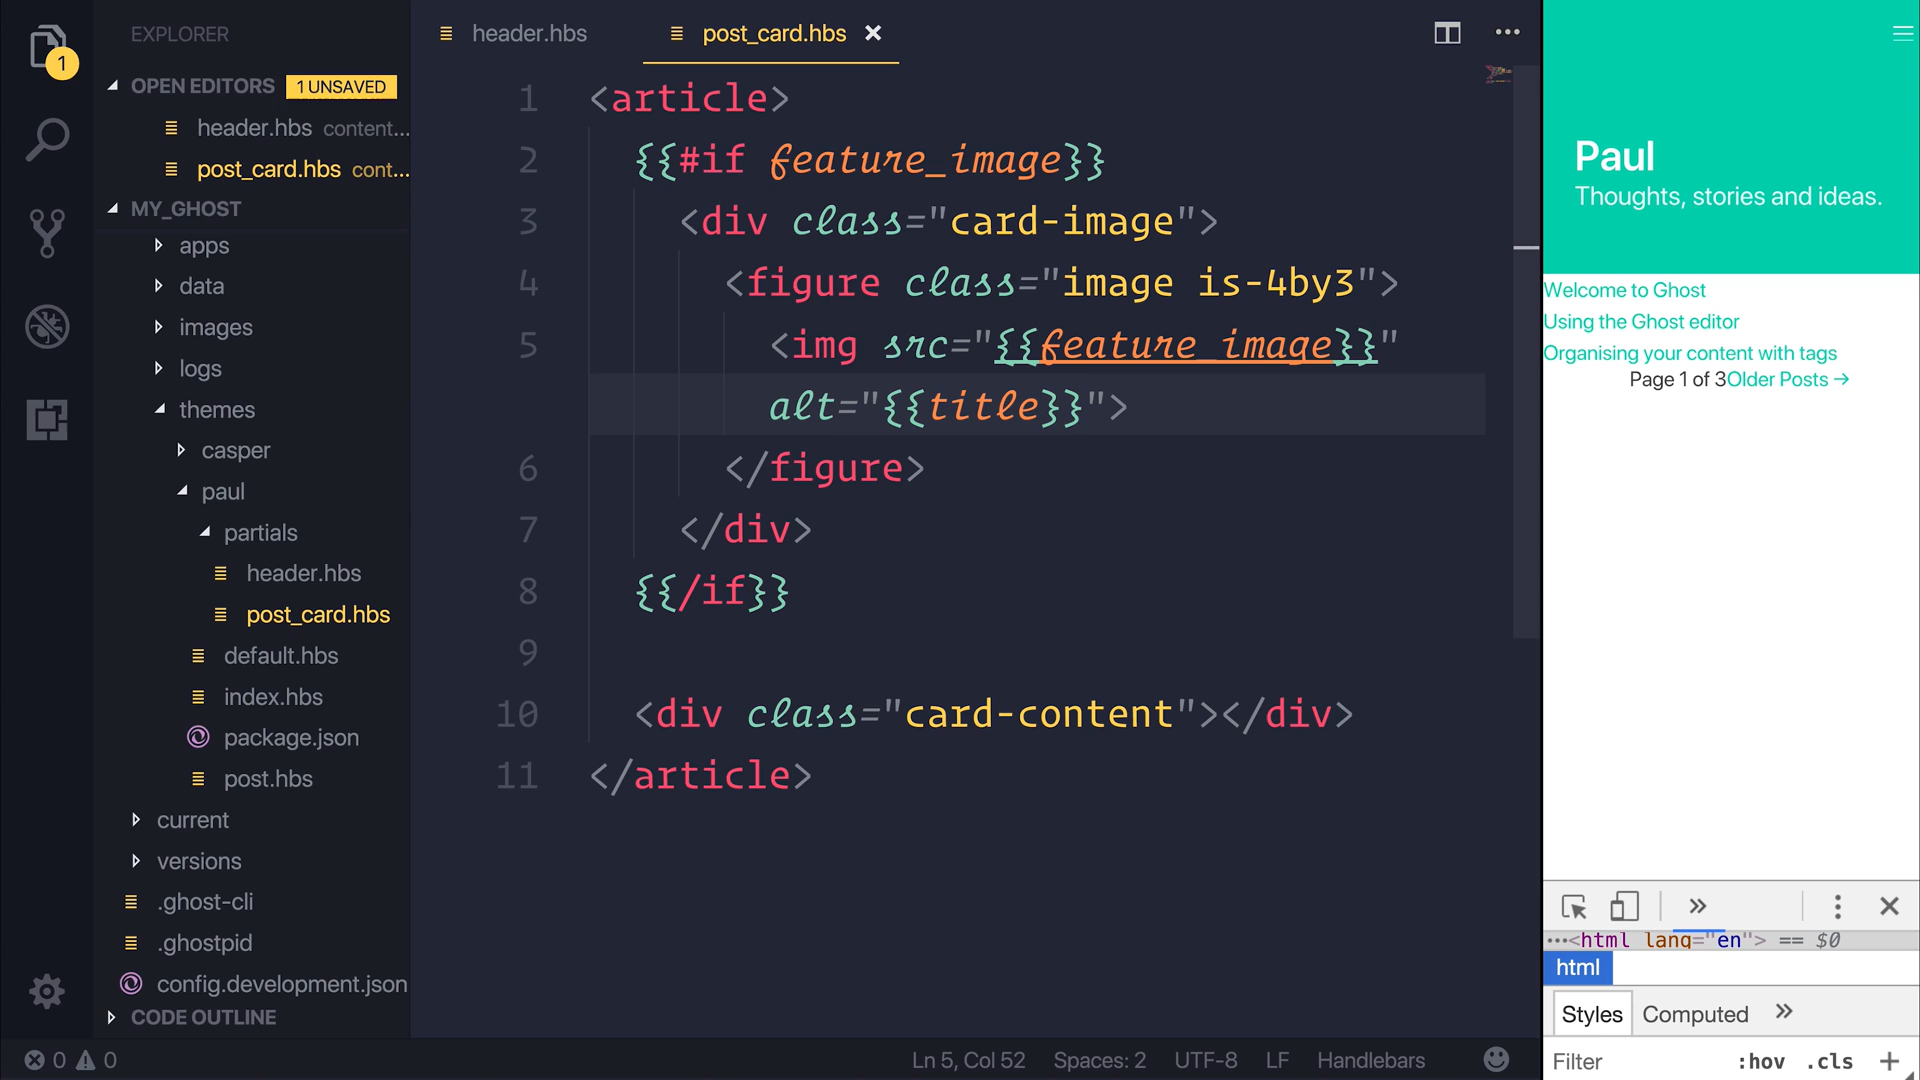 EXPLORER
1
OPEN EDITORS 1 UNSAVED
header.hbs content...
post_card.hbs cont...
MY_GHOST
apps
data
images
logs
themes
casper
paul
partials
header.hbs
post_card.hbs
default.hbs
index.hbs
package.json
post.hbs
current
versions
.ghost-cli
.ghostpid
config.development.json
CODE OUTLINE
0 0
header.hbs post_card.hbs
1 <article>
2 {{#if feature_image}}
3 <div class="card-image">
4 <figure class="image is-4by3">
5 <img src="{{feature_image}}"
alt="{{title}}">
6 </figure>
7 </div>
8 {{/if}}
9
10 <div class="card-content"></div>
11 </article>
Ln 5, Col 52 Spaces: 2 UTF-8 LF Handlebars
Paul
Thoughts, stories and ideas.
Welcome to Ghost
Using the Ghost editor
Organising your content with tags
Page 1 of 3Older Posts →
•••<html lang="en"> == $0
html
Styles Computed »
Filter :hov .cls +